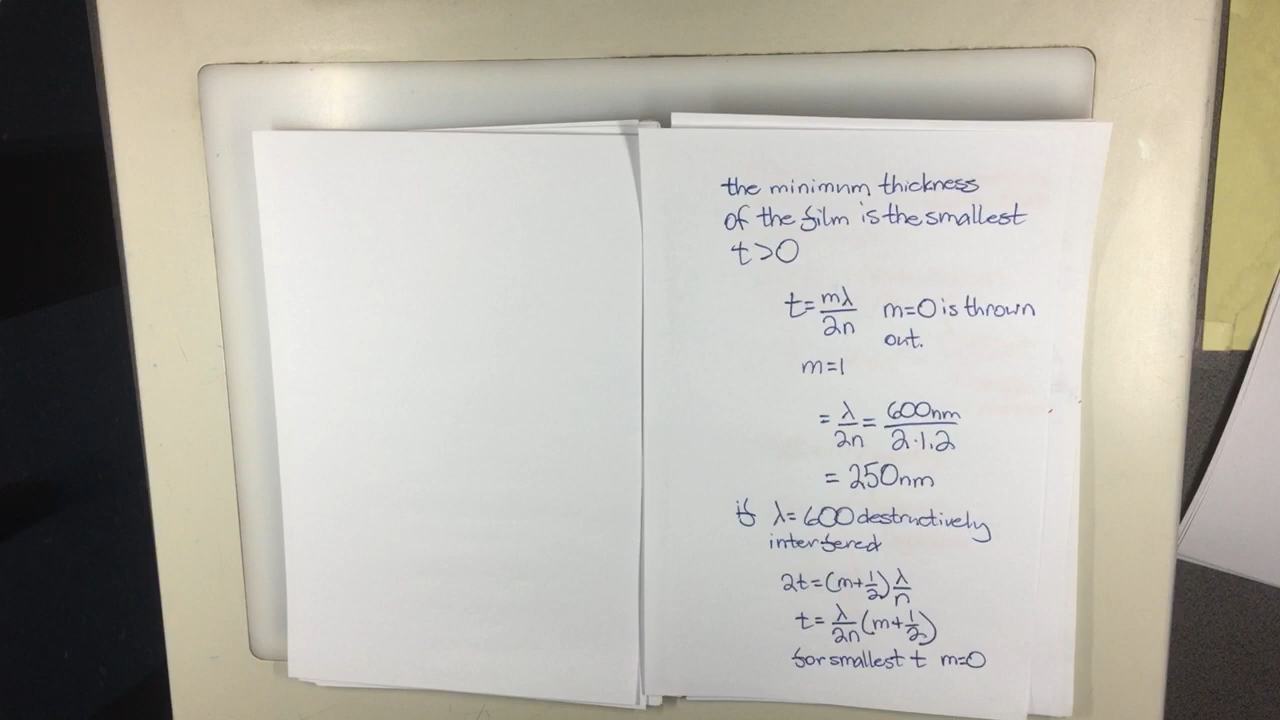 the minimum thickness
of the film is the smallest
t>0
t=mλ/2n m=0 is thrown
out.
m=1
=λ/2n=600nm/2·1.2
=250nm
if λ=600 destructively
interfered
2t=(m+1/2)λ/n
t=λ/2n(m+1/2)
for smallest t m=0